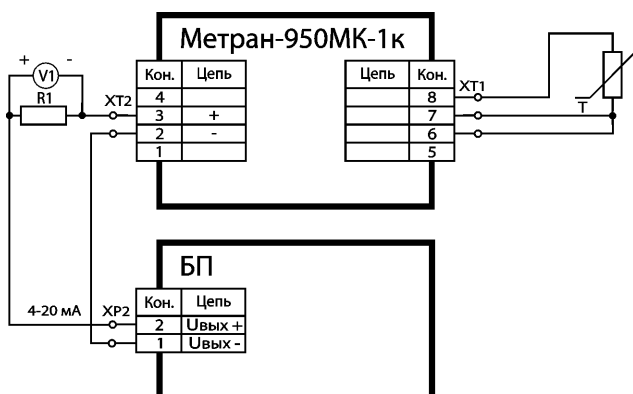 Метран-950МК-1к
+ -
V1
R1
XT2
Кон. Цепь
4
3 +
2 -
1
Цепь Кон.
8
7
6
5
XT1
T
БП
4-20 мА
XP2
Кон. Цепь
2 Uвых +
1 Uвых -